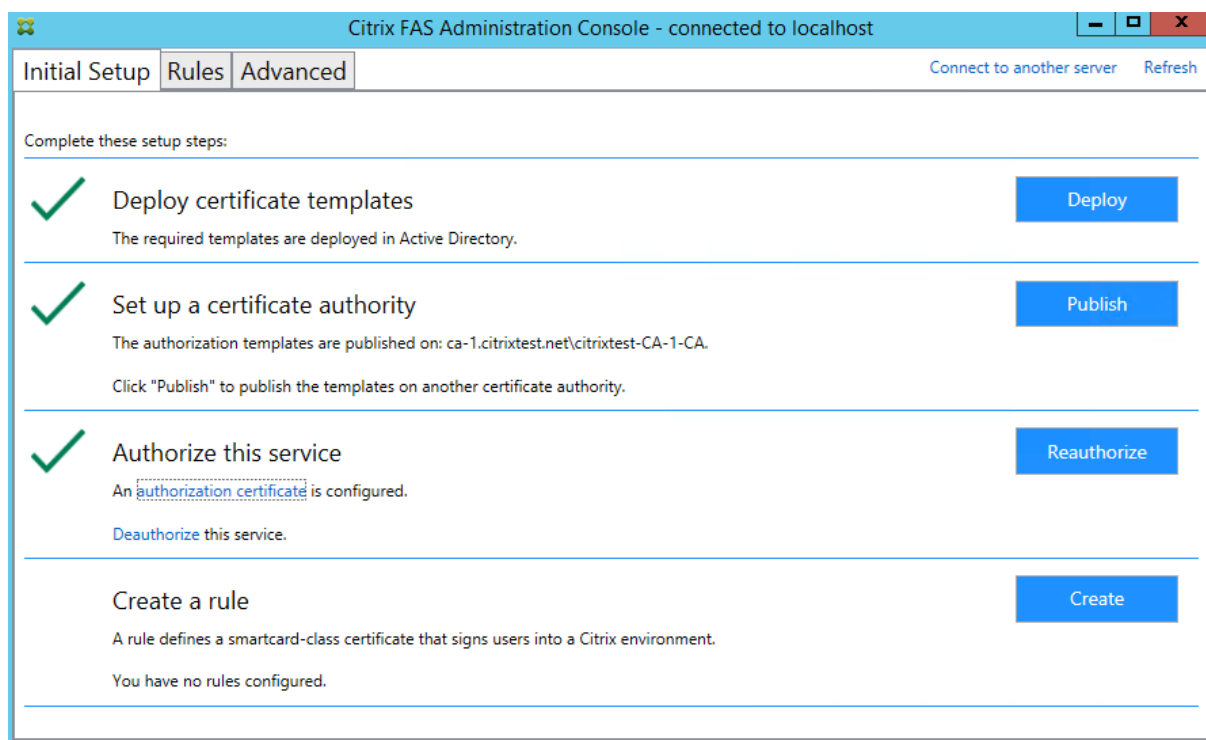 Citrix FAS Administration Console - connected to localhost
Initial Setup Rules Advanced Connect to another server Refresh
Complete these setup steps:
Deploy certificate templates
Deploy
The required templates are deployed in Active Directory.
Set up a certificate authority
Publish
The authorization templates are published on: ca-1.citrixtest.net\citrixtest-CA-1-CA.
Click "Publish" to publish the templates on another certificate authority.
Authorize this service
Reauthorize
An authorization certificate is configured.
Deauthorize this service.
Create a rule
Create
A rule defines a smartcard-class certificate that signs users into a Citrix environment.
You have no rules configured.